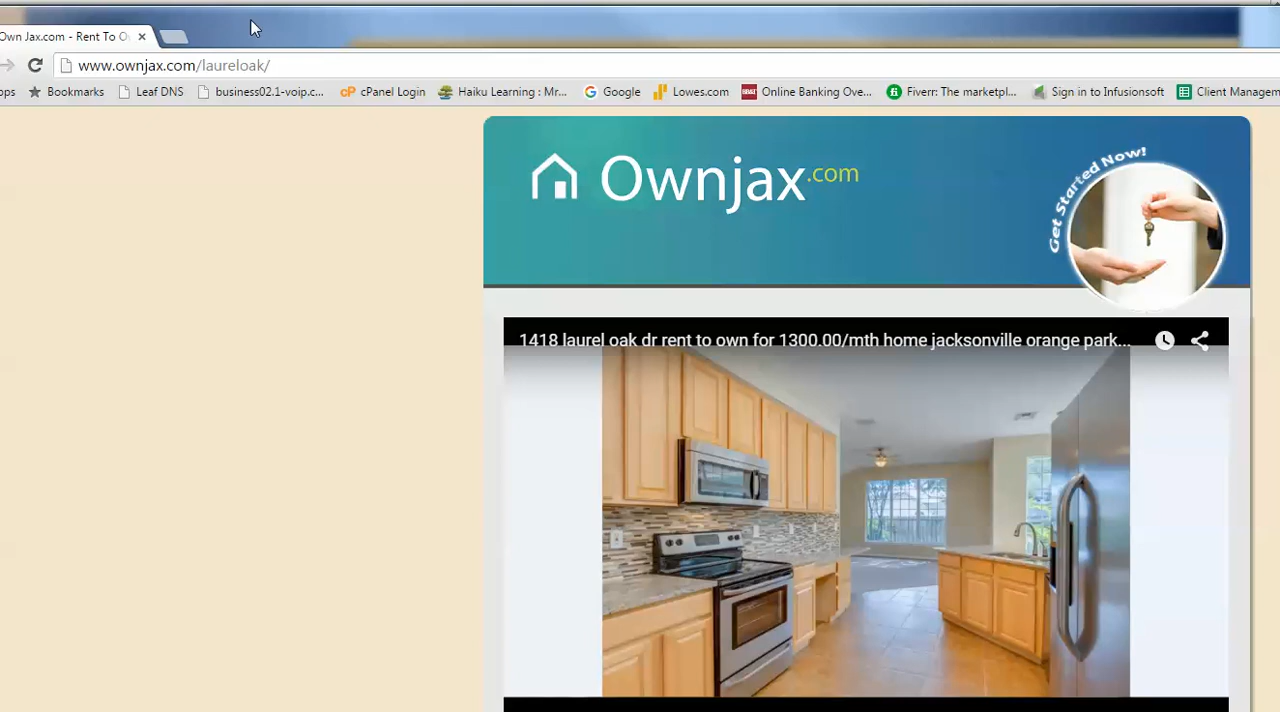 Own Jax.com - Rent To O
www.ownjax.com/laureloak/
ops Bookmarks Leaf DNS business02.1-voip.c... cPanel Login Haiku Learning : Mr... Google Lowes.com Online Banking Ove... Fiverr: The marketpl... Sign in to Infusionsoft Client Managem
Ownjax.com
Get Started Now!
1418 laurel oak dr rent to own for 1300.00/mth home jacksonville orange park...